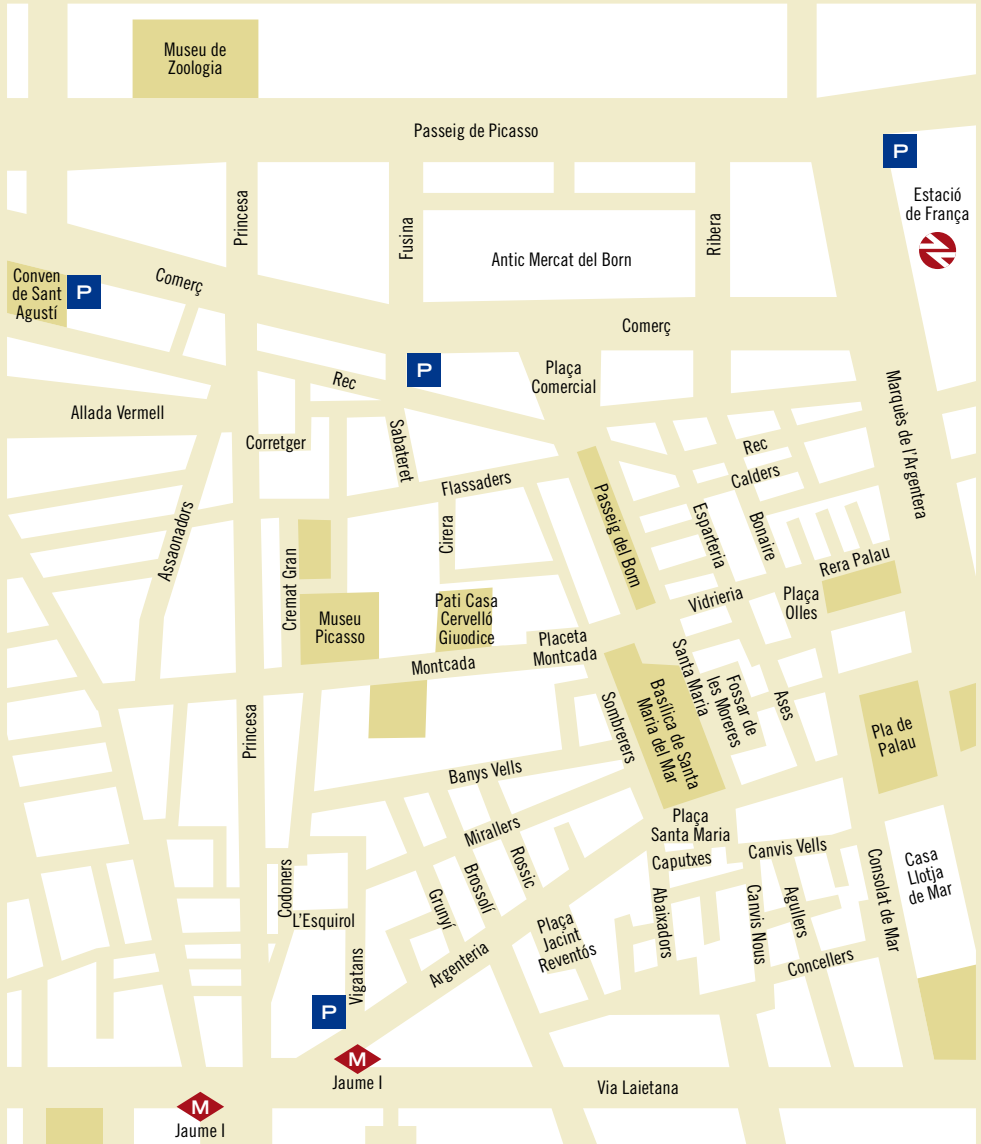 Museu de
Zoologia
Passeig de Picasso
P
Estació
de França
Princesa
Fusina
Ribera
Antic Mercat del Born
Conven
de Sant
Agustí
P
Comerç
Comerç
P
Rec
Plaça
Comercial
Marquès de l'Argentera
Allada Vermell
Corretger
Sabateret
Rec
Calders
Flassaders
Passeig del Born
Esparteria
Bonaire
Assaonadors
Cirera
Cremat Gran
Rera Palau
Vidrieria
Plaça
Olles
Museu
Picasso
Pati Casa
Cervelló
Giuodice
Placeta
Montcada
Montcada
Santa Maria
Fossar de
les Moreres
Ases
Sombrerers
Basílica de Santa
Maria del Mar
Princesa
Pla de
Palau
Banys Vells
Mirallers
Plaça
Santa Maria
Caputxes
Canvis Vells
Consolat de Mar
Casa
Llotja
de Mar
Codoners
L'Esquirol
Grunyí
Brossolí
Rossic
Abaixadors
Canvis Nous
Agullers
Plaça
Jacint
Reventós
Argenteria
Concellers
Vigatans
P
M
Jaume I
Via Laietana
M
Jaume I